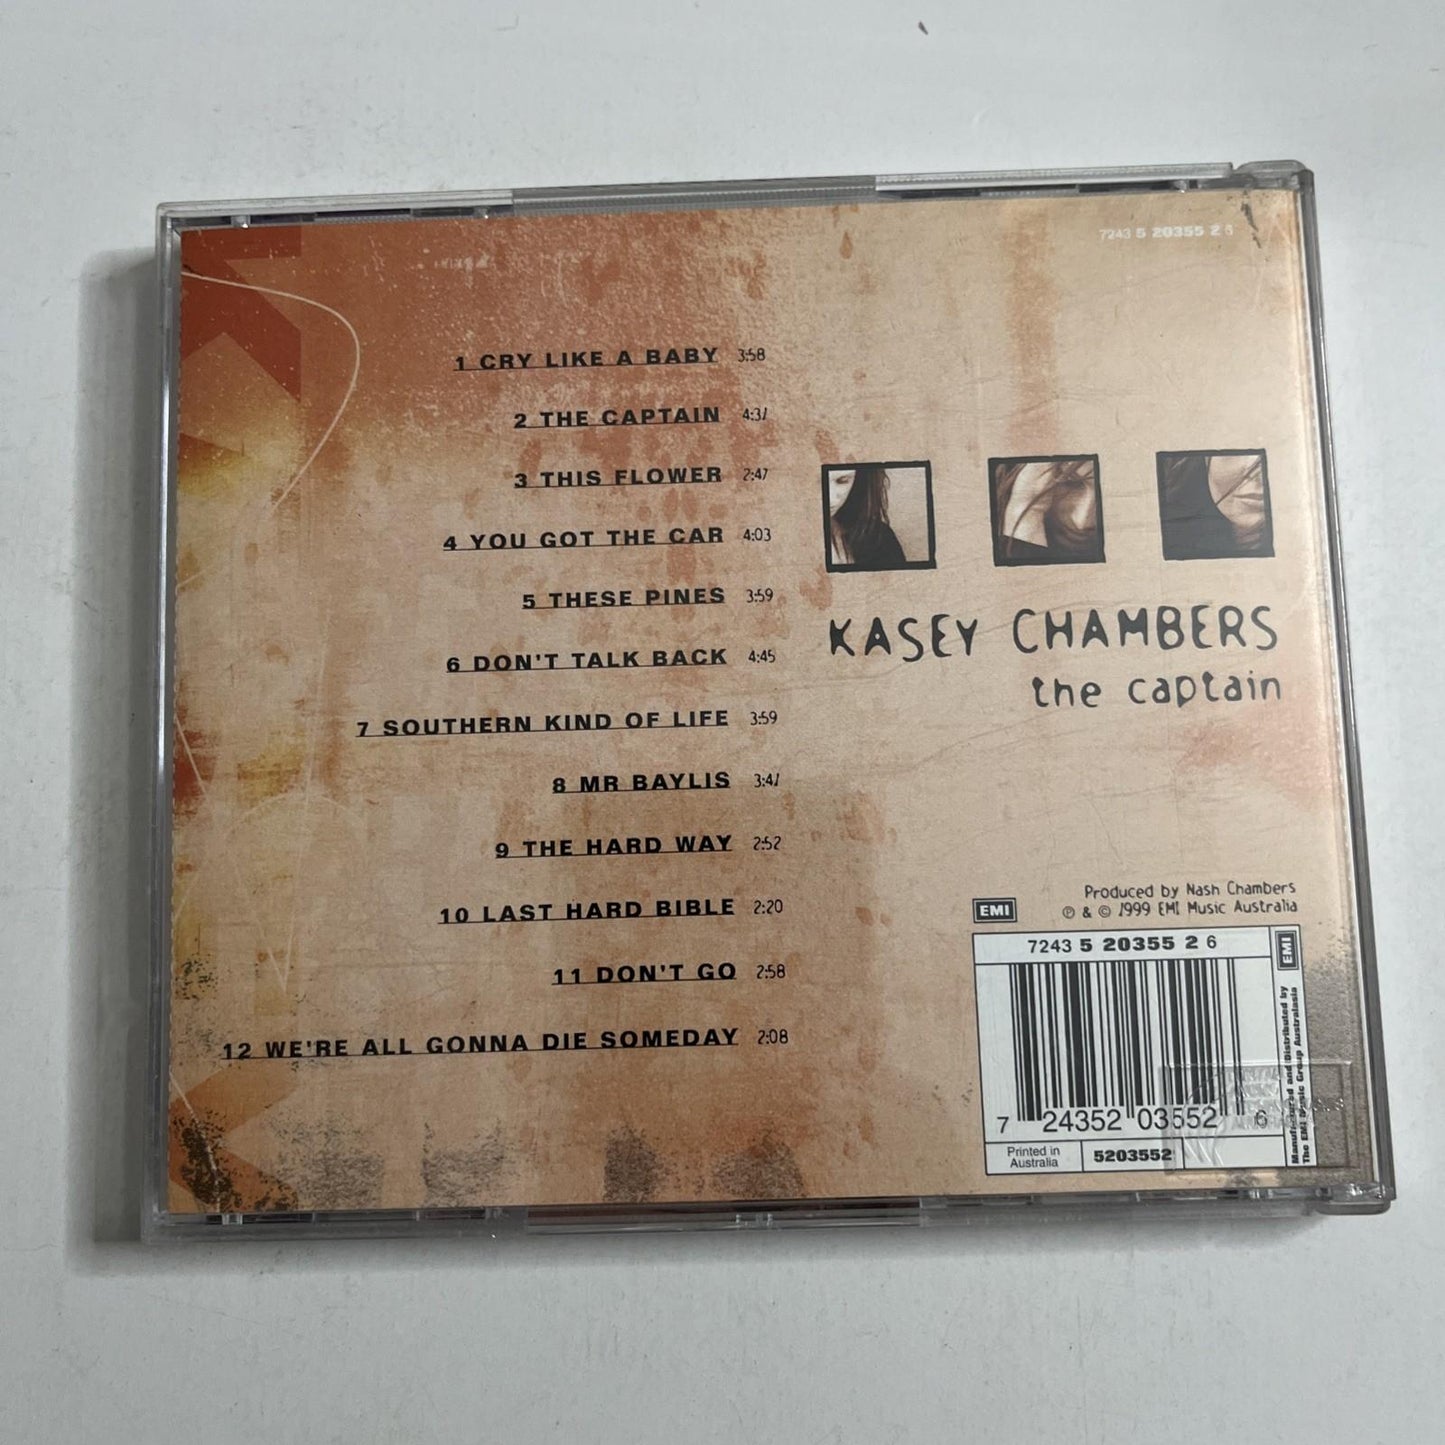 7243 5 20355 2 6
1 CRY LIKE A BABY 3:58
2 THE CAPTAIN 4:31
3 THIS FLOWER 2:47
4 YOU GOT THE CAR 4:03
5 THESE PINES 3:59
6 DON'T TALK BACK 4:45
7 SOUTHERN KIND OF LIFE 3:59
8 MR BAYLIS 3:41
9 THE HARD WAY 2:52
10 LAST HARD BIBLE 2:20
11 DON'T GO 2:58
12 WE'RE ALL GONNA DIE SOMEDAY 2:08
KASEY CHAMBERS
the captain
Produced by Nash Chambers
℗ & © 1999 EMI Music Australia
EMI
7243 5 20355 2 6
EMI
Manufactured and Distributed by
The EMI Music Group Australasia
7 24352 03552 6
Printed in
Australia
5203552